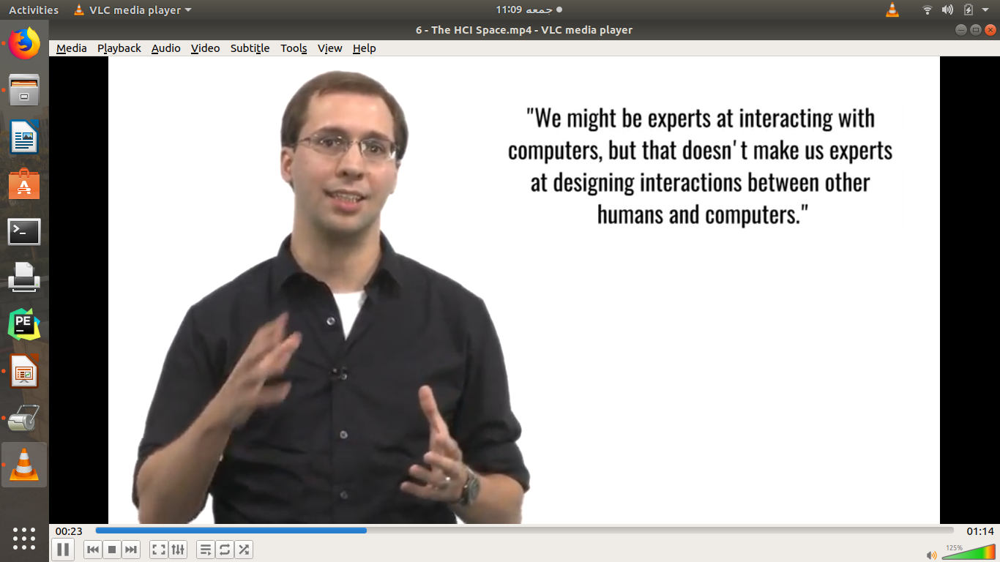 Activities VLC media player جمعه 11:09
6 - The HCI Space.mp4 - VLC media player
Media Playback Audio Video Subtitle Tools View Help
"We might be experts at interacting with
computers, but that doesn't make us experts
at designing interactions between other
humans and computers."
PE
00:23 01:14
125%